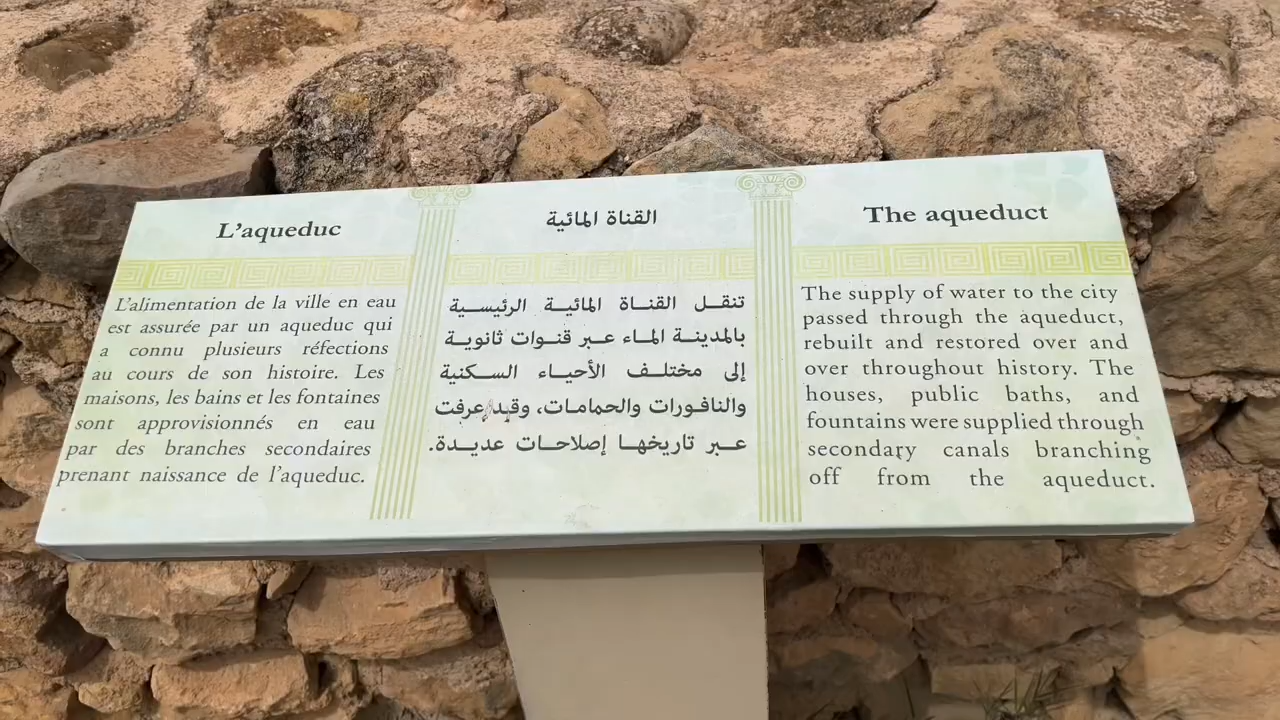 L'aqueduc
L'alimentation de la ville en eau
est assurée par un aqueduc qui
a connu plusieurs réfections
au cours de son histoire. Les
maisons, les bains et les fontaines
sont approvisionnés en eau
par des branches secondaires
prenant naissance de l'aqueduc.
القناة المائية
تنقل القناة المائية الرئيسية
بالمدينة الماء عبر قنوات ثانوية
إلى مختلف الأحياء السكنية
والنافورات والحمامات، وقد عرفت
عبر تاريخها إصلاحات عديدة.
The aqueduct
The supply of water to the city
passed through the aqueduct,
rebuilt and restored over and
over throughout history. The
houses, public baths, and
fountains were supplied through
secondary canals branching
off from the aqueduct.